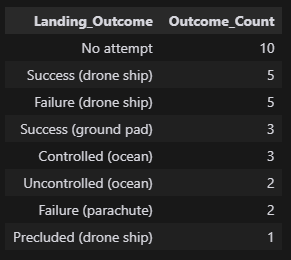 Landing_Outcome Outcome_Count
No attempt 10
Success (drone ship) 5
Failure (drone ship) 5
Success (ground pad) 3
Controlled (ocean) 3
Uncontrolled (ocean) 2
Failure (parachute) 2
Precluded (drone ship) 1